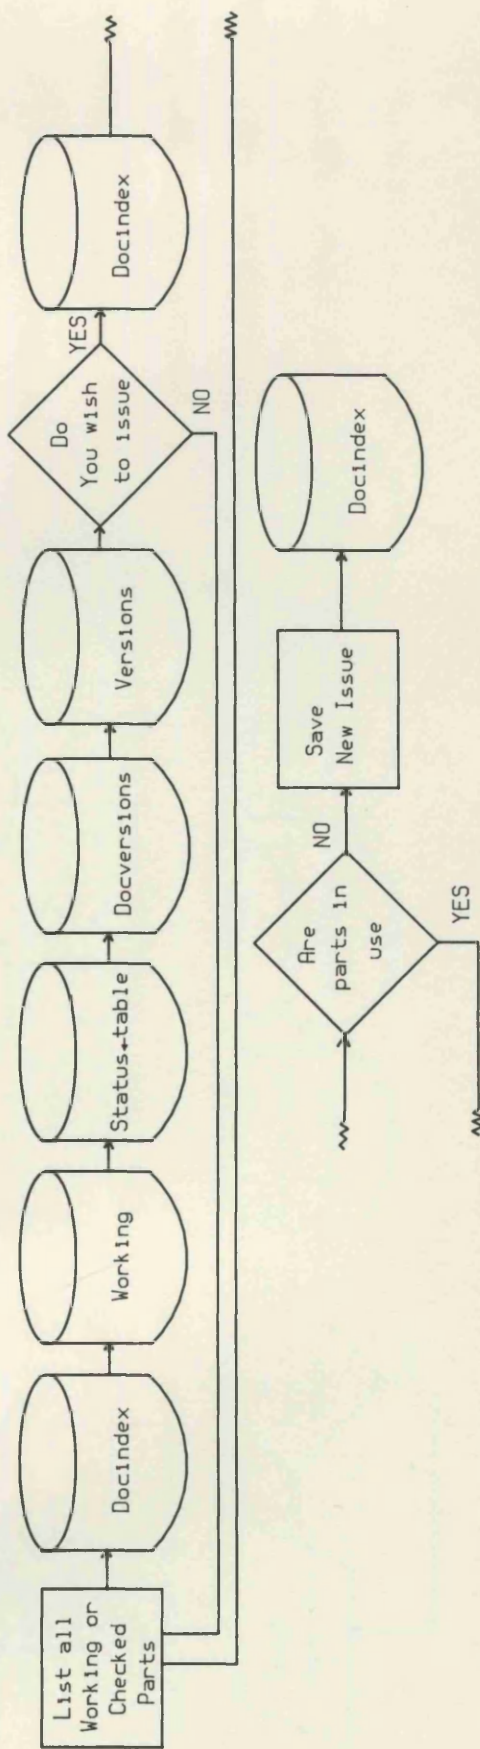 List all
Working or
Checked
Parts
Docindex
Working
Status←table
Docversions
Versions
Do
You wish
to issue
YES
NO
Docindex
Are
parts in
use
NO
YES
Save
New Issue
Docindex